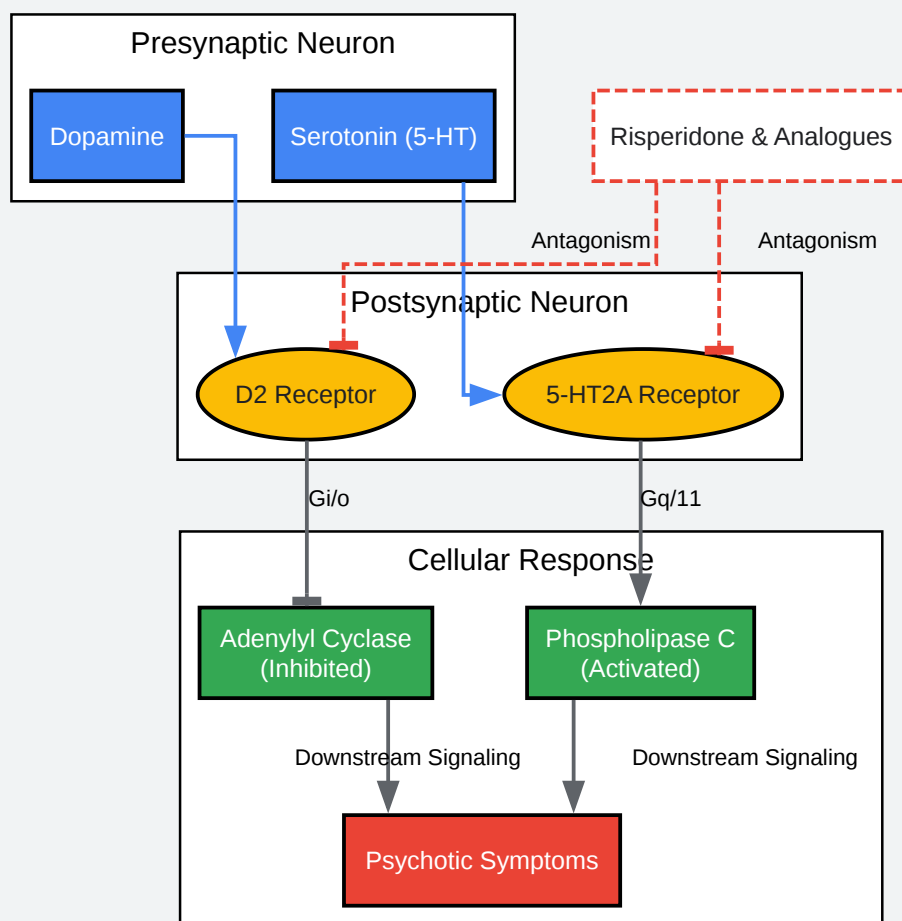 Presynaptic Neuron
Dopamine
Serotonin (5-HT)
Risperidone & Analogues
Antagonism
Antagonism
Postsynaptic Neuron
D2 Receptor
5-HT2A Receptor
Gi/o
Gq/11
Cellular Response
Adenylyl Cyclase
(Inhibited)
Phospholipase C
(Activated)
Downstream Signaling
Downstream Signaling
Psychotic Symptoms